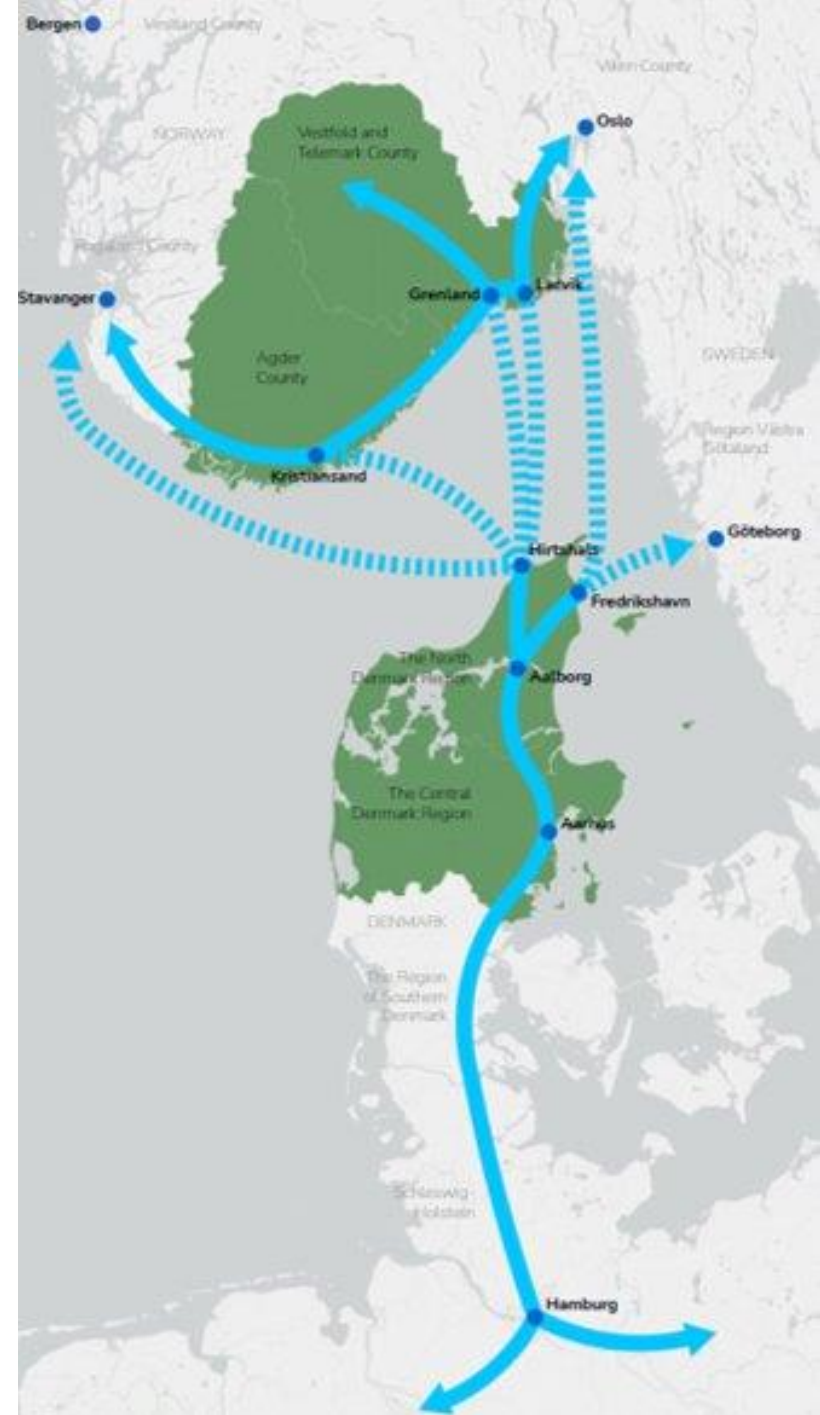 Bergen
Vestland County
Viken County
Oslo
NORWAY
Vestfold and
Telemark County
Rogaland County
Stavanger
Grenland
Larvik
SWEDEN
Agder
County
Region Västra
Götaland
Kristiansand
Göteborg
Hirtshals
Fredrikshavn
The North
Denmark Region
Aalborg
The Central
Denmark Region
Aarhus
DENMARK
The Region
of Southern
Denmark
Schleswig-
Holstein
Hamburg